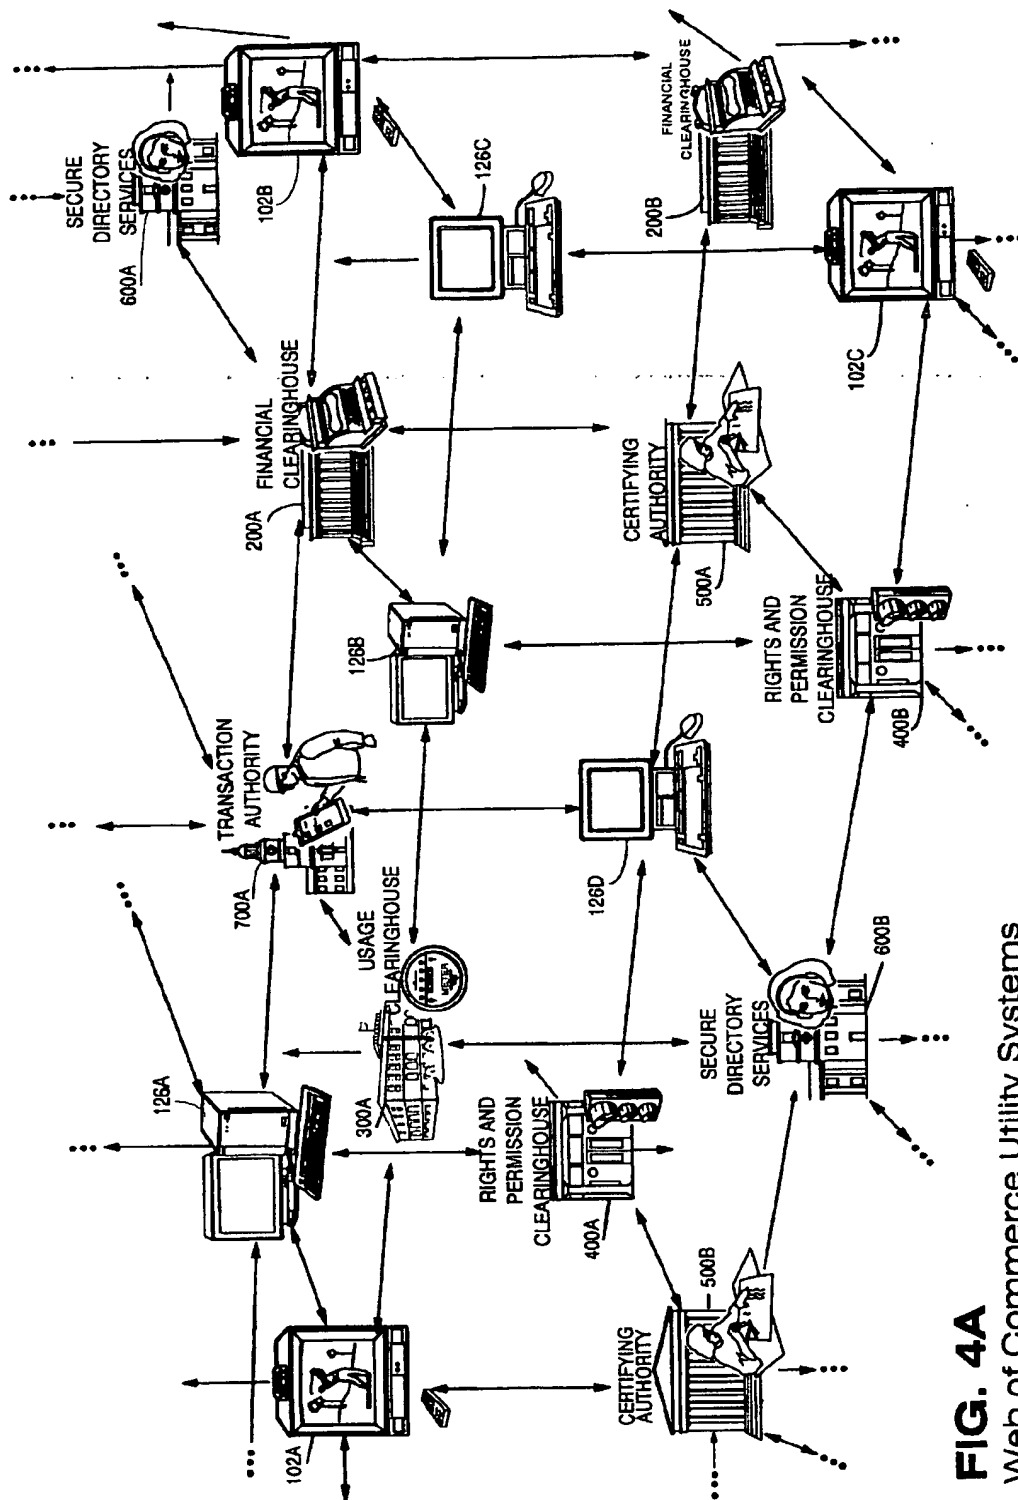 102A
126A
TRANSACTION
AUTHORITY
700A
FINANCIAL
CLEARINGHOUSE
200A
SECURE
DIRECTORY
SERVICES
600A
102B
USAGE
CLEARINGHOUSE
300A
METER
126B
126C
RIGHTS AND
PERMISSION
CLEARINGHOUSE
400A
126D
CERTIFYING
AUTHORITY
500A
FINANCIAL
CLEARINGHOUSE
200B
CERTIFYING
AUTHORITY
500B
SECURE
DIRECTORY
SERVICES
600B
RIGHTS AND
PERMISSION
CLEARINGHOUSE
400B
102C
FIG. 4A
Web of Commerce Utility Systems